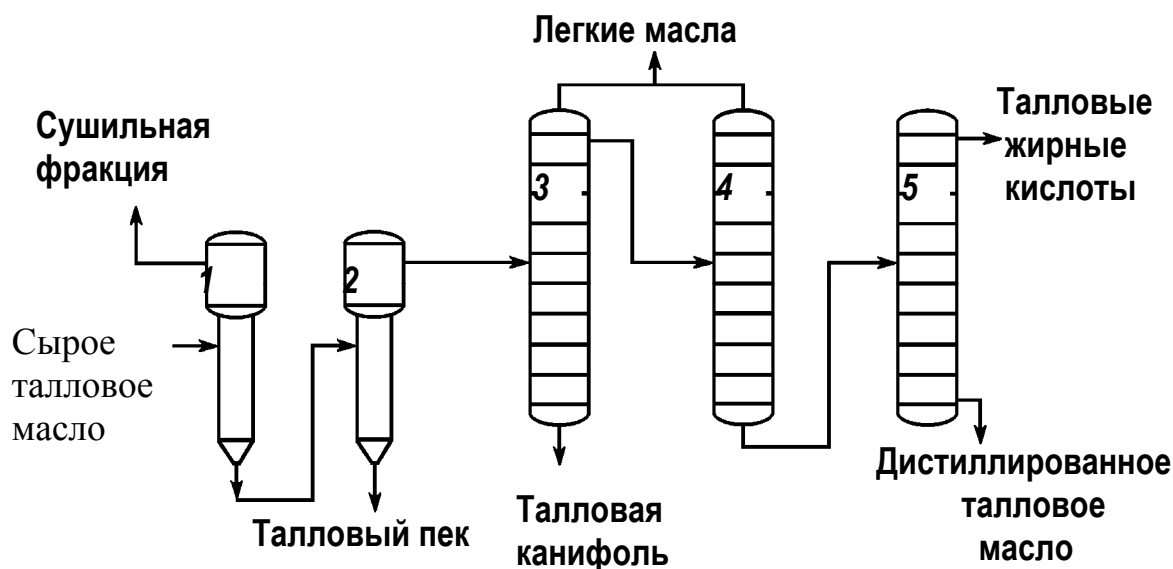 Легкие масла
Сушильная
фракция
Талловые
жирные
кислоты
1
2
3
4
5
Сырое
талловое
масло
Талловый пек
Талловая
канифоль
Дистиллированное
талловое
масло